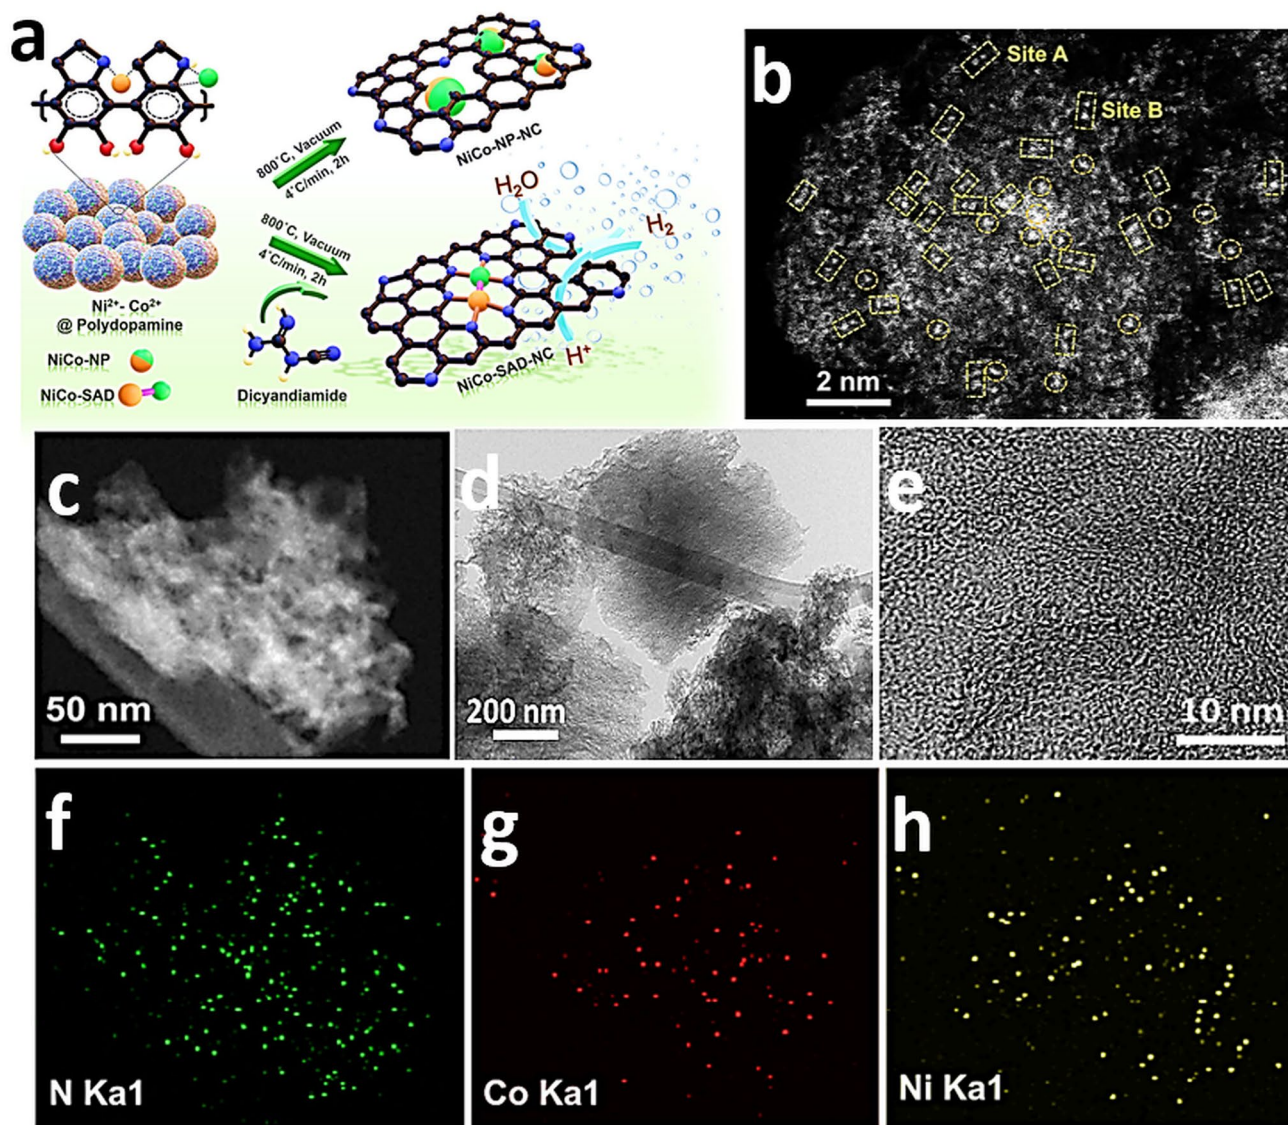 a
800°C, Vacuum
4°C/min, 2h
NiCo-NP-NC
800°C, Vacuum
4°C/min, 2h
H₂O
H₂
H⁺
NiCo-SAD-NC
Ni²⁺- Co²⁺
@ Polydopamine
NiCo-NP
NiCo-SAD
Dicyandiamide
b
Site A
Site B
2 nm
c
50 nm
d
200 nm
e
10 nm
f
N Ka1
g
Co Ka1
h
Ni Ka1